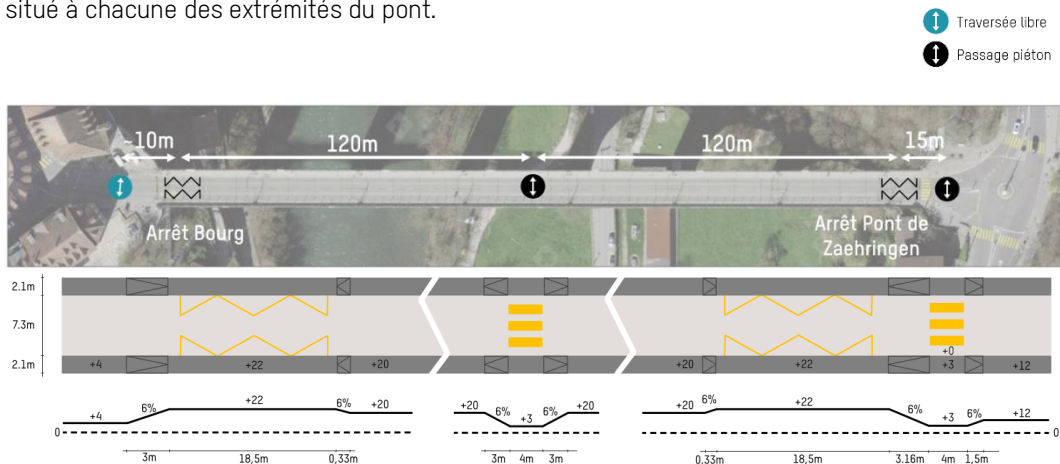 situé à chacune des extrémités du pont.
Traversée libre
Passage piéton
~10m 120m 120m 15m
Arrêt Bourg
Arrêt Pont de
Zaehringen
2.1m
7.3m
2.1m
+0
+4 +22 +20 +20 +22 +3 +12
+4 6% +22 6% +20 +20 6% +3 6% +20 +20 6% +22 6% +3 6% +12
0 0
3m 18,5m 0,33m 3m 4m 3m 0.33m 18,5m 3.16m 4m 1,5m